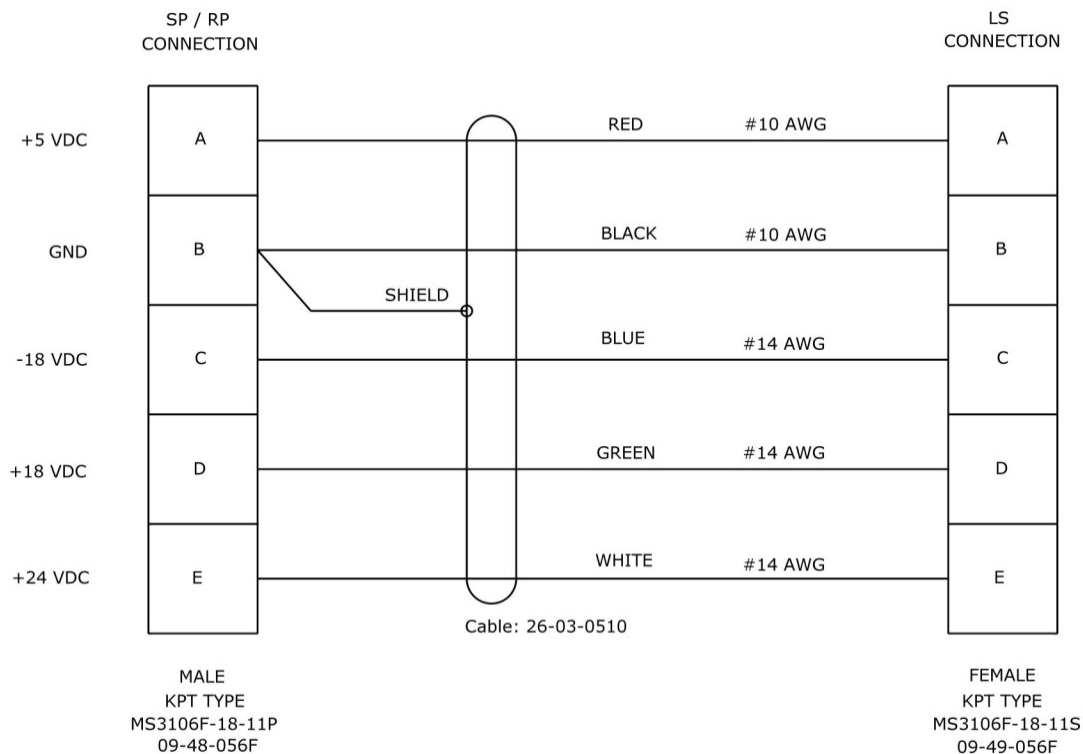 SP / RP
CONNECTION
LS
CONNECTION
+5 VDC
A
RED
#10 AWG
A
GND
B
BLACK
#10 AWG
B
SHIELD
-18 VDC
C
BLUE
#14 AWG
C
+18 VDC
D
GREEN
#14 AWG
D
+24 VDC
E
WHITE
#14 AWG
E
Cable: 26-03-0510
MALE
KPT TYPE
MS3106F-18-11P
09-48-056F
FEMALE
KPT TYPE
MS3106F-18-11S
09-49-056F